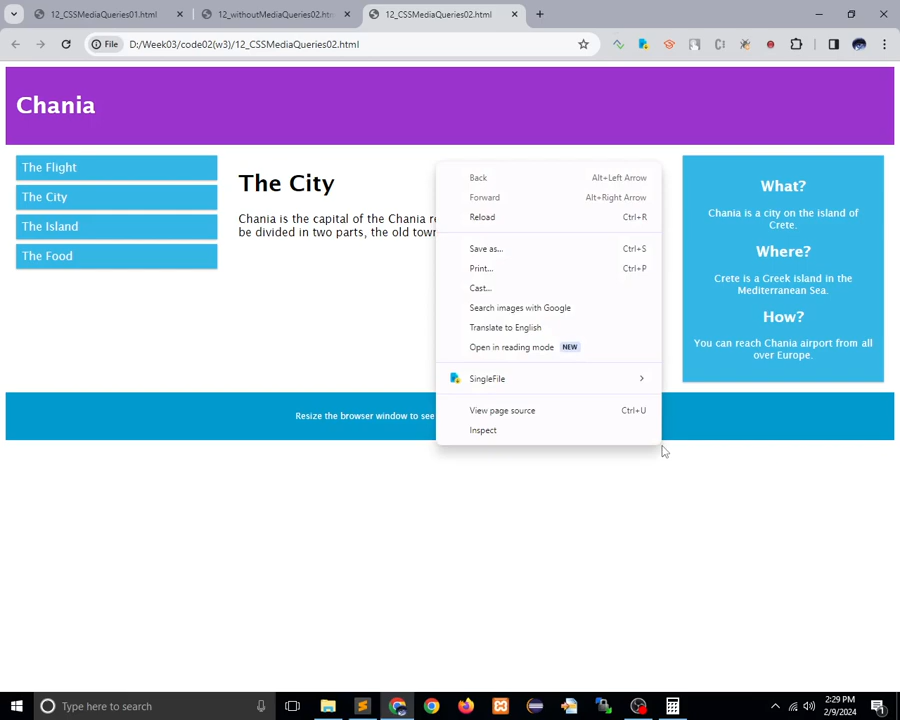 12_CSSMediaQueries01.html
12_withoutMediaQueries02.htm
12_CSSMediaQueries02.html
File
D:/Week03/code02(w3)/12_CSSMediaQueries02.html
Chania
The Flight
The City
The Island
The Food
The City
Chania is the capital of the Chania re
be divided in two parts, the old town
Back Alt+Left Arrow
Forward Alt+Right Arrow
Reload Ctrl+R
Save as... Ctrl+S
Print... Ctrl+P
Cast...
Search images with Google
Translate to English
Open in reading mode NEW
SingleFile
View page source Ctrl+U
Inspect
What?
Chania is a city on the island of
Crete.
Where?
Crete is a Greek island in the
Mediterranean Sea.
How?
You can reach Chania airport from all
over Europe.
Resize the browser window to see
Type here to search
2:29 PM
2/9/2024
1